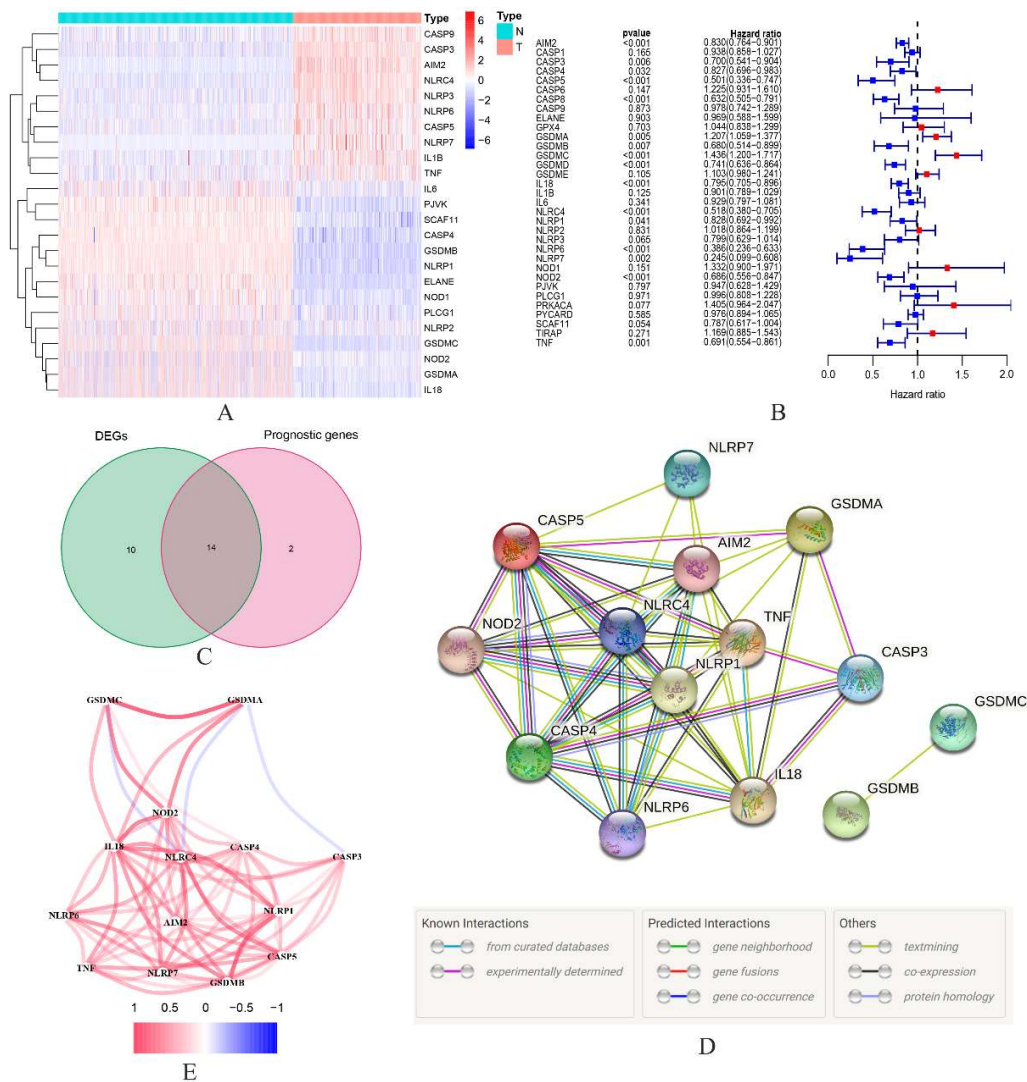 Type
CASP9
CASP3
AIM2
NLRC4
NLRP3
NLRP6
CASP5
NLRP7
IL1B
TNF
IL6
PJVK
SCAF11
CASP4
GSDMB
NLRP1
ELANE
NOD1
PLCG1
NLRP2
GSDMC
NOD2
GSDMA
IL18
6
4
2
0
−2
−4
−6
Type
N
T
A
pvalue Hazard ratio
AIM2 <0.001 0.830(0.764−0.901)
CASP1 0.165 0.938(0.858−1.027)
CASP3 0.006 0.700(0.541−0.904)
CASP4 0.032 0.827(0.696−0.983)
CASP5 <0.001 0.501(0.336−0.747)
CASP6 0.147 1.225(0.931−1.610)
CASP8 <0.001 0.632(0.505−0.791)
CASP9 0.873 0.978(0.742−1.289)
ELANE 0.903 0.969(0.588−1.599)
GPX4 0.703 1.044(0.838−1.299)
GSDMA 0.005 1.207(1.059−1.377)
GSDMB 0.007 0.680(0.514−0.899)
GSDMC <0.001 1.436(1.200−1.717)
GSDMD <0.001 0.741(0.636−0.864)
GSDME 0.105 1.103(0.980−1.241)
IL18 <0.001 0.795(0.705−0.896)
IL1B 0.125 0.901(0.789−1.029)
IL6 0.341 0.929(0.797−1.081)
NLRC4 <0.001 0.518(0.380−0.705)
NLRP1 0.041 0.828(0.692−0.992)
NLRP2 0.831 1.018(0.864−1.199)
NLRP3 0.065 0.799(0.629−1.014)
NLRP6 <0.001 0.386(0.236−0.633)
NLRP7 0.002 0.245(0.099−0.608)
NOD1 0.151 1.332(0.900−1.971)
NOD2 <0.001 0.686(0.556−0.847)
PJVK 0.797 0.947(0.628−1.429)
PLCG1 0.971 0.996(0.808−1.228)
PRKACA 0.077 1.405(0.964−2.047)
PYCARD 0.585 0.976(0.894−1.065)
SCAF11 0.054 0.787(0.617−1.004)
TIRAP 0.271 1.169(0.885−1.543)
TNF 0.001 0.691(0.554−0.861)
0.0 0.5 1.0 1.5 2.0
Hazard ratio
B
DEGs Prognostic genes
10 14 2
C
NLRP7
GSDMA
CASP5
AIM2
NLRC4
TNF
NOD2
NLRP1
CASP3
GSDMC
CASP4
IL18
GSDMB
NLRP6
Known Interactions
from curated databases
experimentally determined
Predicted Interactions
gene neighborhood
gene fusions
gene co-occurrence
Others
textmining
co-expression
protein homology
D
GSDMC GSDMA
NOD2
IL18 NLRC4 CASP4 CASP3
NLRP6 AIM2 NLRP1
TNF NLRP7 GSDMB CASP5
1 0.5 0 −0.5 −1
E